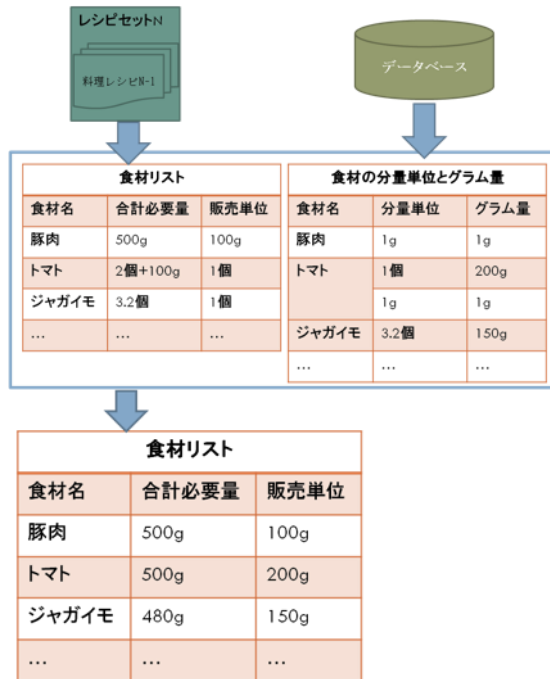 レシピセットN
料理レシピN-1
データベース
食材リスト
食材名 合計必要量 販売単位
豚肉 500g 100g
トマト 2個+100g 1個
ジャガイモ 3.2個 1個
… … …
食材の分量単位とグラム量
食材名 分量単位 グラム量
豚肉 1g 1g
トマト 1個 200g
1g 1g
ジャガイモ 3.2個 150g
… … …
食材リスト
食材名 合計必要量 販売単位
豚肉 500g 100g
トマト 500g 200g
ジャガイモ 480g 150g
… … …